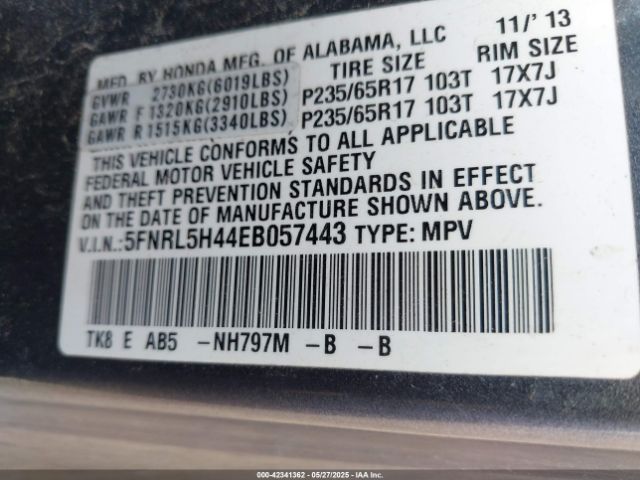 MFD. BY HONDA MFG. OF ALABAMA, LLC 11/' 13
TIRE SIZE RIM SIZE
GVWR 2730KG(6019LBS)
GAWR F 1320KG(2910LBS) P235/65R17 103T 17X7J
GAWR R 1515KG(3340LBS) P235/65R17 103T 17X7J
THIS VEHICLE CONFORMS TO ALL APPLICABLE
FEDERAL MOTOR VEHICLE SAFETY
AND THEFT PREVENTION STANDARDS IN EFFECT
ON THE DATE OF MANUFACTURE SHOWN ABOVE.
V.I.N.:5FNRL5H44EB057443 TYPE: MPV
TK8 E AB5 -NH797M -B -B
000-42341362 | 05/27/2025 | IAAI, Inc.